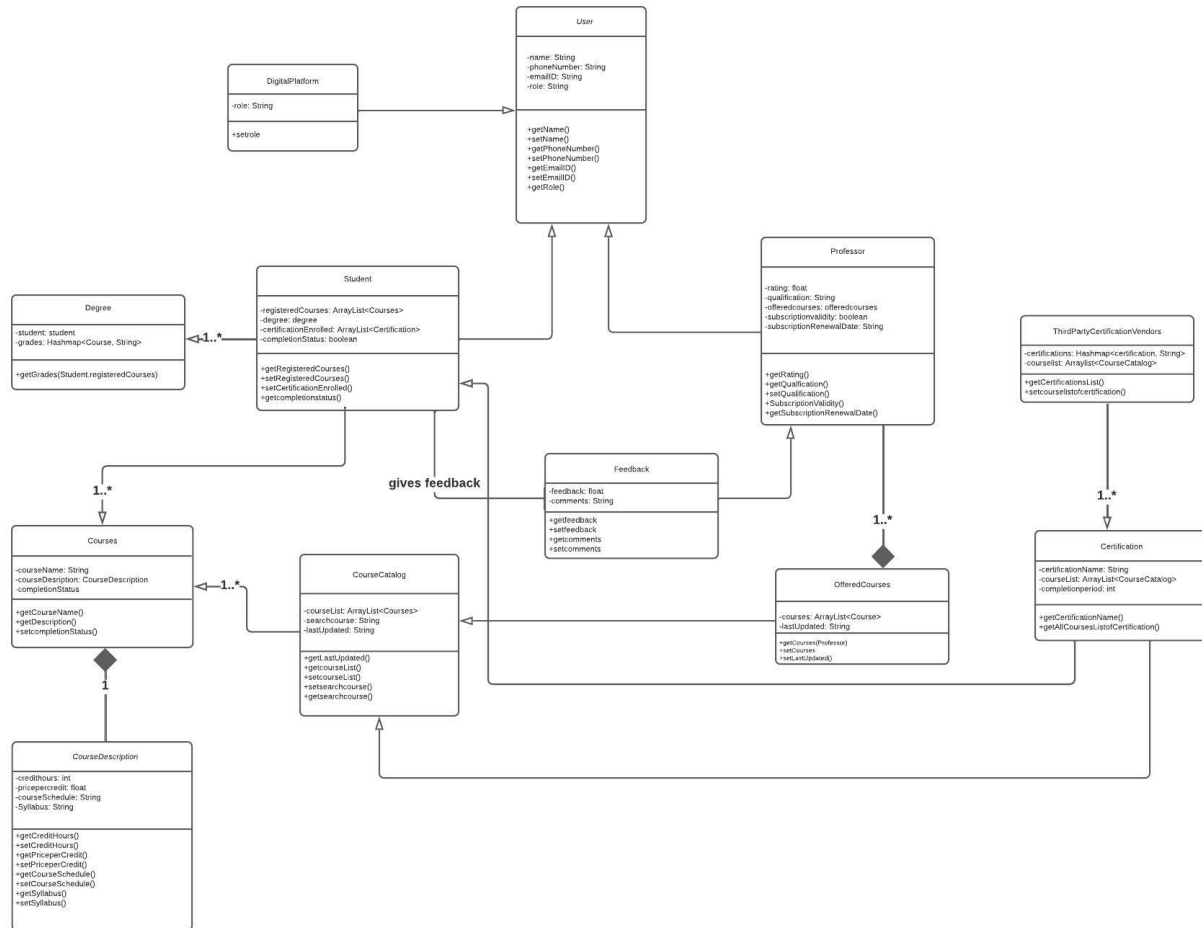 User
-name: String
-phoneNumber: String
-emailID: String
-role: String
+getName()
+setName()
+getPhoneNumber()
+setPhoneNumber()
+getEmailID()
+setEmailID()
+getRole()
DigitalPlatform
-role: String
+setrole
Professor
-rating: float
-qualification: String
-offeredcourses: offeredcourses
-subscriptionvalidity: boolean
-subscriptionRenewalDate: String
+getRating()
+getQualfication()
+setQualification()
+SubscriptionValidity()
+getSubscriptionRenewalDate()
Student
-registeredCourses: ArrayList<Courses>
-degree: degree
-certificationEnrolled: ArrayList<Certification>
-completionStatus: boolean
+getRegisteredCourses()
+setRegisteredCourses()
+setCertificationEnrolled()
+getcompletionstatus()
Degree
-student: student
-grades: Hashmap<Course, String>
+getGrades(Student.registeredCourses)
1..*
ThirdPartyCertificationVendors
-certifications: Hashmap<certification, String>
-courselist: Arraylist<CourseCatalog>
+getCertificationsList()
+setcourselistofcertification()
1..*
gives feedback
Feedback
-feedback: float
-comments: String
+getfeedback
+setfeedback
+getcomments
+setcomments
1..*
1..*
Courses
-courseName: String
-courseDesription: CourseDescription
-completionStatus
+getCourseName()
+getDescription()
+setcompletionStatus()
1..*
CourseCatalog
-courseList: ArrayList<Courses>
-searchcourse: String
-lastUpdated: String
+getLastUpdated()
+getcourseList()
+setcourseList()
+setsearchcourse()
+getsearchcourse()
OfferedCourses
-courses: ArrayList<Course>
-lastUpdated: String
+getCourses(Professor)
+setCourses
+setLastUpdated()
Certification
-certificationName: String
-courseList: ArrayList<CourseCatalog>
-completionperiod: int
+getCertificationName()
+getAllCoursesListofCertification()
1
CourseDescription
-credithours: int
-pricepercredit: float
-courseSchedule: String
-Syllabus: String
+getCreditHours()
+setCreditHours()
+getPriceperCredit()
+setPriceperCredit()
+getCourseSchedule()
+setCourseSchedule()
+getSyllabus()
+setSyllabus()